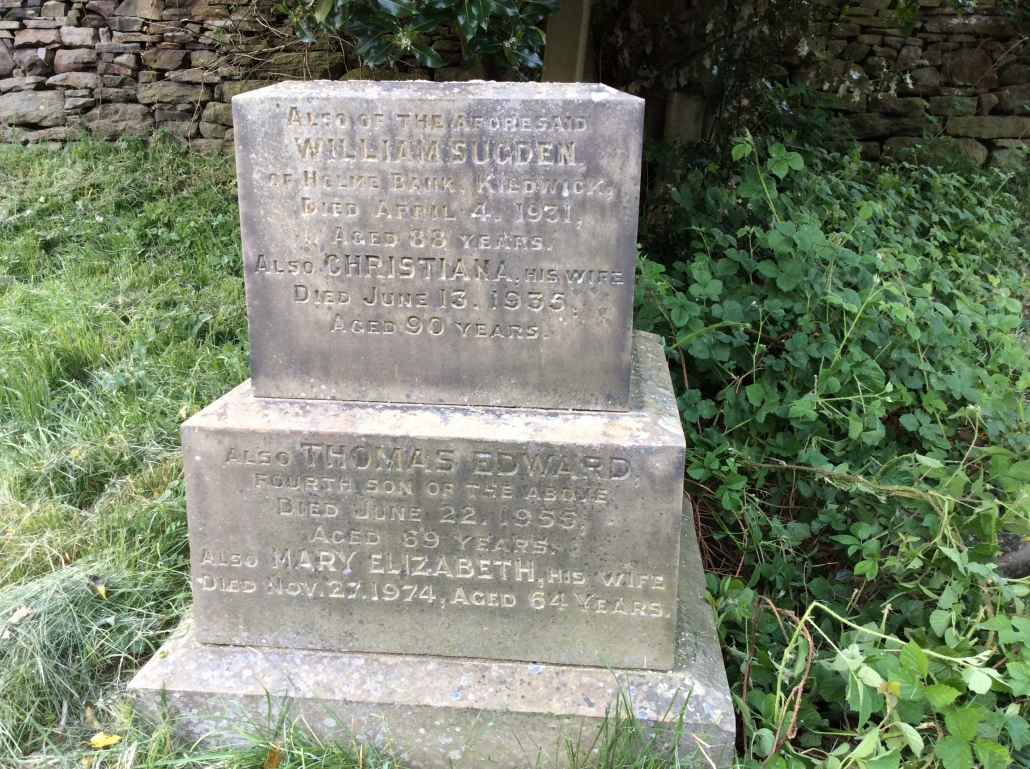 ALSO OF THE AFORESAID
WILLIAM SUGDEN
OF HOLME BANK, KILDWICK,
DIED APRIL 4, 1931,
AGED 88 YEARS.
ALSO CHRISTIANA, HIS WIFE
DIED JUNE 13, 1935,
AGED 90 YEARS.
ALSO THOMAS EDWARD,
FOURTH SON OF THE ABOVE
DIED JUNE 22, 1955,
AGED 69 YEARS.
ALSO MARY ELIZABETH, HIS WIFE
DIED NOV. 27. 1974, AGED 64 YEARS.